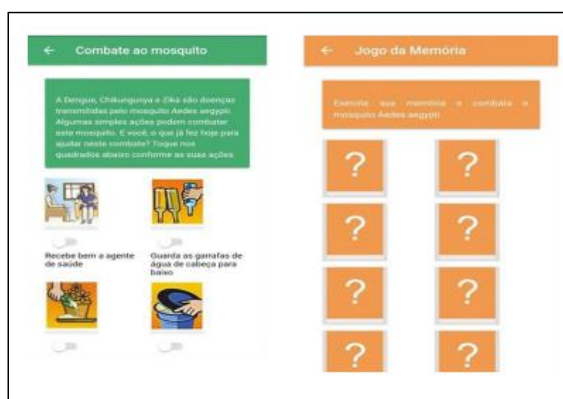 ← Combate ao mosquito
A Dengue, Chikungunya e Zika são doenças
transmitidas pelo mosquito Aedes aegypti.
Algumas simples ações podem combater
este mosquito. E você, o que já fez hoje para
ajudar neste combate? Toque nos
quadrados abaixo conforme as suas ações
Recebe bem a agente
de saúde
Guarda as garrafas de
água de cabeça para
baixo
← Jogo da Memória
Exercite sua memória e combata o
mosquito Aedes aegypti
? ?
? ?
? ?
? ?